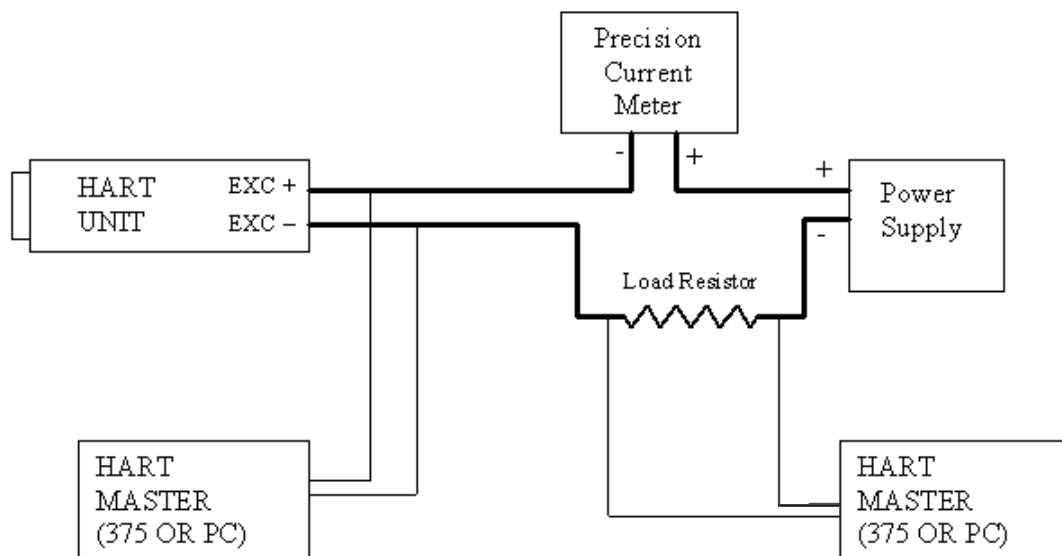 Precision
Current
Meter
- +
HART
UNIT
EXC +
EXC –
+
-
Power
Supply
Load Resistor
HART
MASTER
(375 OR PC)
HART
MASTER
(375 OR PC)